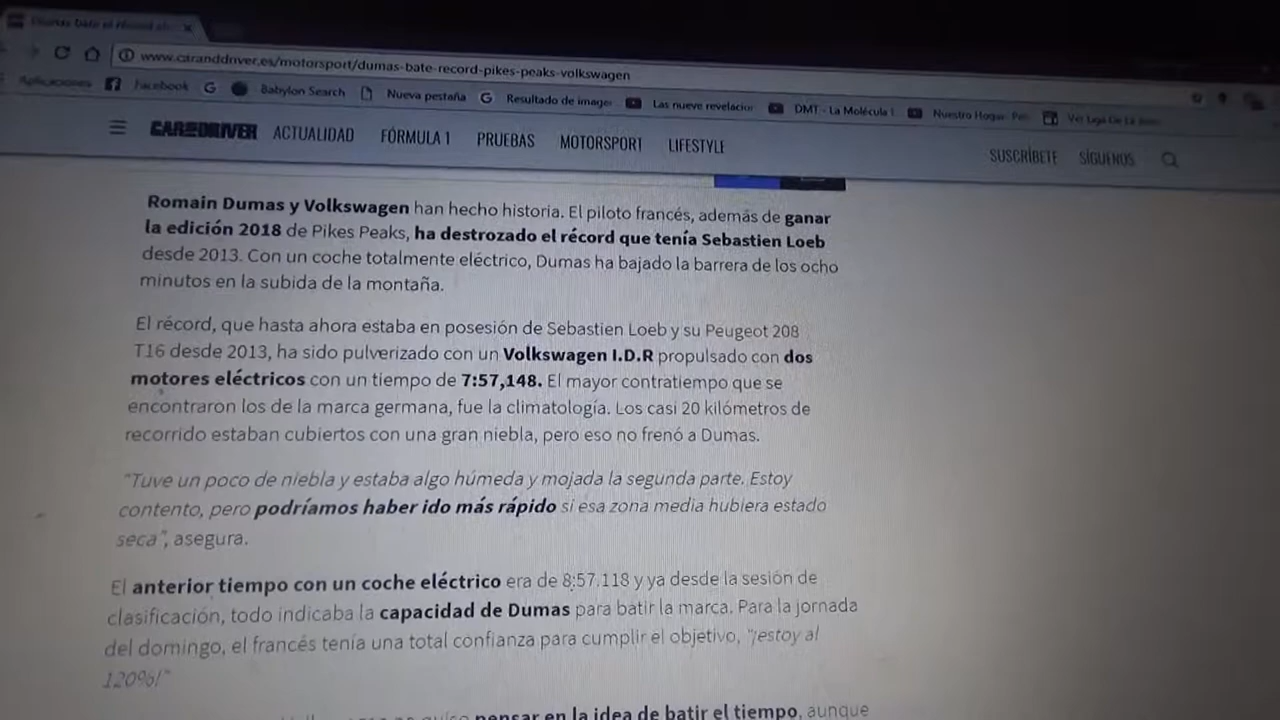 www.caranddriver.es/motorsport/dumas-bate-record-pikes-peaks-volkswagen
Aplicaciones Facebook Babylon Search Nueva pestaña Resultado de imager Las nueve revelacior DMT - La Molécula Nuestro Hogar
CAR AND DRIVER ACTUALIDAD FÓRMULA 1 PRUEBAS MOTORSPORT LIFESTYLE SUSCRÍBETE SÍGUENOS
Romain Dumas y Volkswagen han hecho historia. El piloto francés, además de ganar
la edición 2018 de Pikes Peaks, ha destrozado el récord que tenía Sebastien Loeb
desde 2013. Con un coche totalmente eléctrico, Dumas ha bajado la barrera de los ocho
minutos en la subida de la montaña.
El récord, que hasta ahora estaba en posesión de Sebastien Loeb y su Peugeot 208
T16 desde 2013, ha sido pulverizado con un Volkswagen I.D.R propulsado con dos
motores eléctricos con un tiempo de 7:57,148. El mayor contratiempo que se
encontraron los de la marca germana, fue la climatología. Los casi 20 kilómetros de
recorrido estaban cubiertos con una gran niebla, pero eso no frenó a Dumas.
"Tuve un poco de niebla y estaba algo húmeda y mojada la segunda parte. Estoy
contento, pero podríamos haber ido más rápido si esa zona media hubiera estado
seca", asegura.
El anterior tiempo con un coche eléctrico era de 8:57.118 y ya desde la sesión de
clasificación, todo indicaba la capacidad de Dumas para batir la marca. Para la jornada
del domingo, el francés tenía una total confianza para cumplir el objetivo, "¡estoy al
120%!"
pensar en la idea de batir el tiempo, aunque